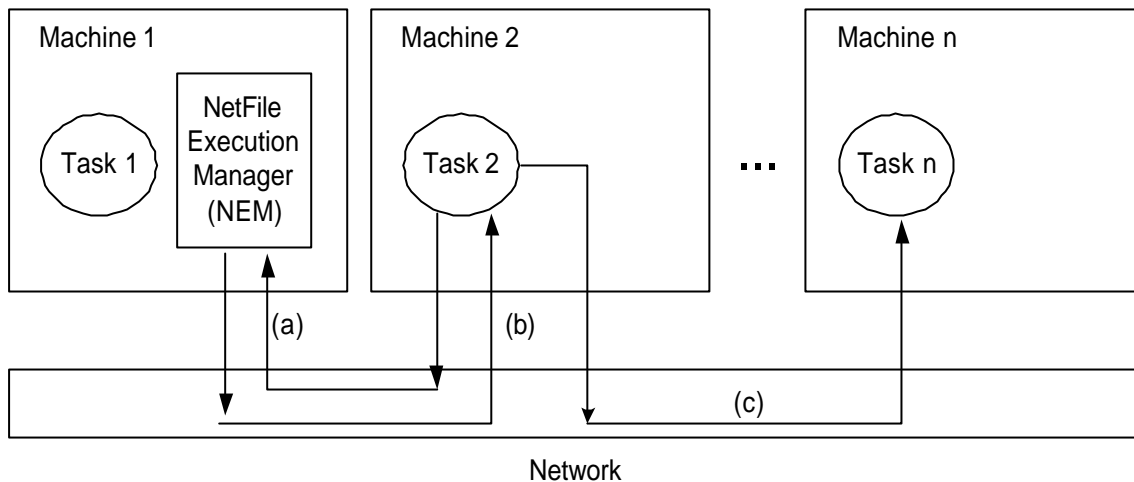 Machine 1
Machine 2
Machine n
NetFile
Execution
Manager
(NEM)
Task 1
Task 2
...
Task n
(a)
(b)
(c)
Network